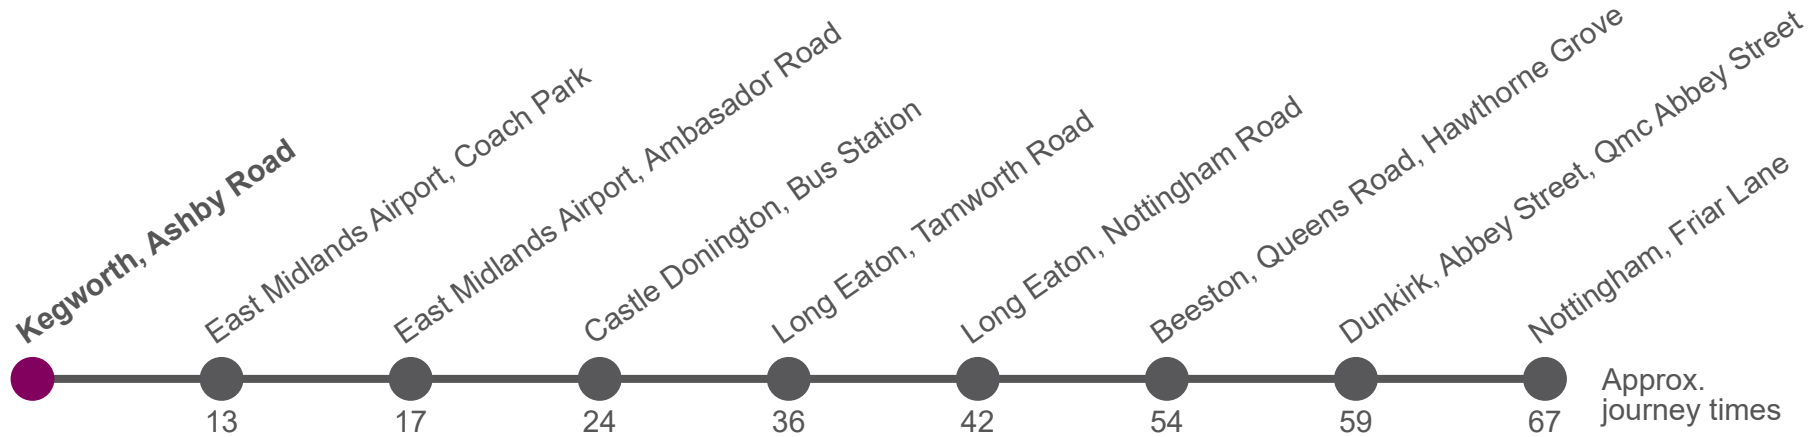 Kegworth, Ashby Road
East Midlands Airport, Coach Park
East Midlands Airport, Ambasador Road
Castle Donington, Bus Station
Long Eaton, Tamworth Road
Long Eaton, Nottingham Road
Beeston, Queens Road, Hawthorne Grove
Dunkirk, Abbey Street, Qmc Abbey Street
Nottingham, Friar Lane
13
17
24
36
42
54
59
67
Approx.
journey times